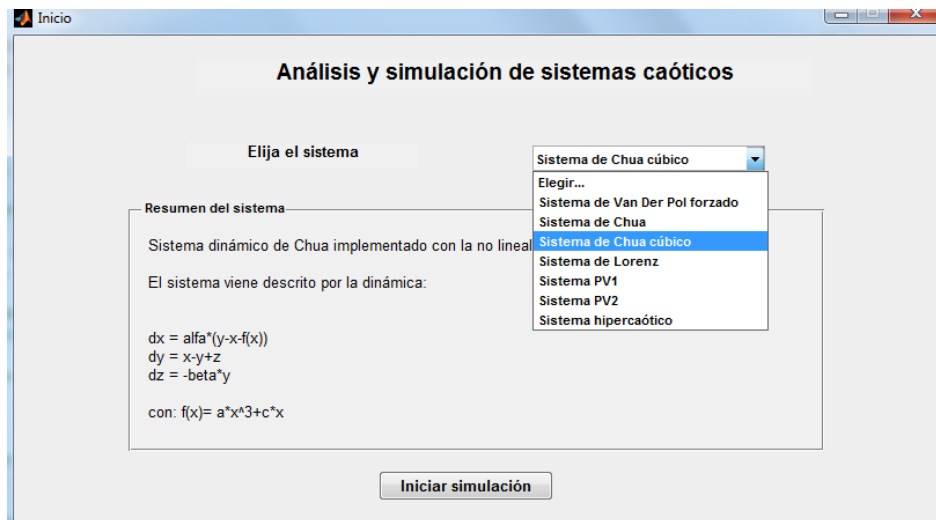 Inicio
Análisis y simulación de sistemas caóticos
Elija el sistema
Sistema de Chua cúbico
Elegir...
Sistema de Van Der Pol forzado
Sistema de Chua
Sistema de Chua cúbico
Sistema de Lorenz
Sistema PV1
Sistema PV2
Sistema hipercaótico
Resumen del sistema
Sistema dinámico de Chua implementado con la no lineal
El sistema viene descrito por la dinámica:
dx = alfa*(y-x-f(x))
dy = x-y+z
dz = -beta*y
con: f(x)= a*x^3+c*x
Iniciar simulación